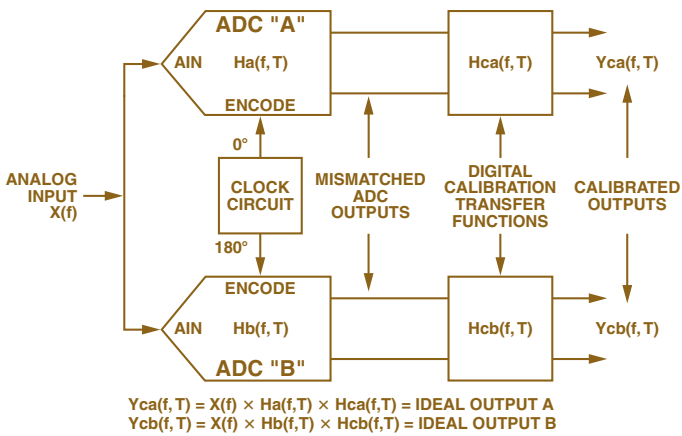 ADC "A"
AIN
Ha(f, T)
ENCODE
Hca(f, T)
Yca(f, T)
0°
ANALOG
INPUT
X(f)
CLOCK
CIRCUIT
MISMATCHED
ADC
OUTPUTS
DIGITAL
CALIBRATION
TRANSFER
FUNCTIONS
CALIBRATED
OUTPUTS
180°
ENCODE
AIN
Hb(f, T)
ADC "B"
Hcb(f, T)
Ycb(f, T)
Yca(f, T) = X(f) × Ha(f,T) × Hca(f,T) = IDEAL OUTPUT A
Ycb(f, T) = X(f) × Hb(f,T) × Hcb(f,T) = IDEAL OUTPUT B